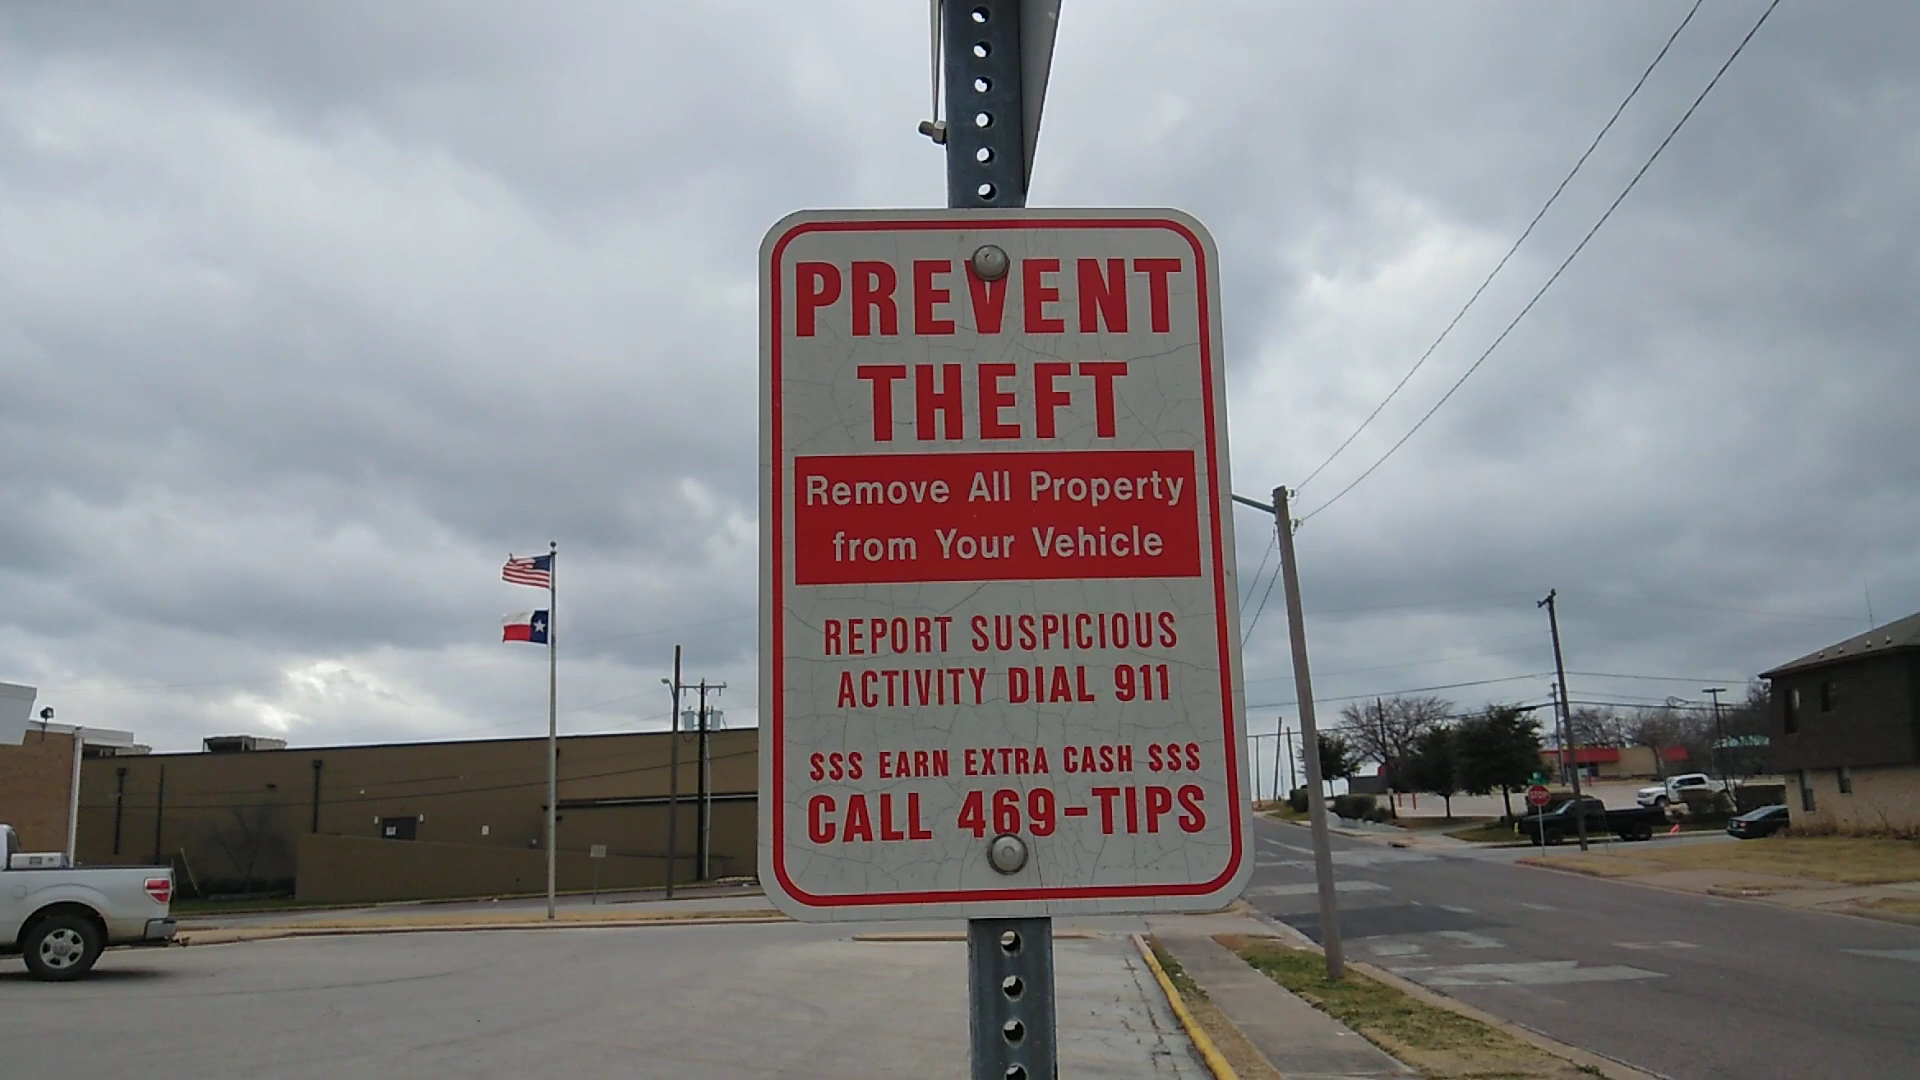 PREVENT
THEFT
Remove All Property
from Your Vehicle
REPORT SUSPICIOUS
ACTIVITY DIAL 911
$$$ EARN EXTRA CASH $$$
CALL 469-TIPS